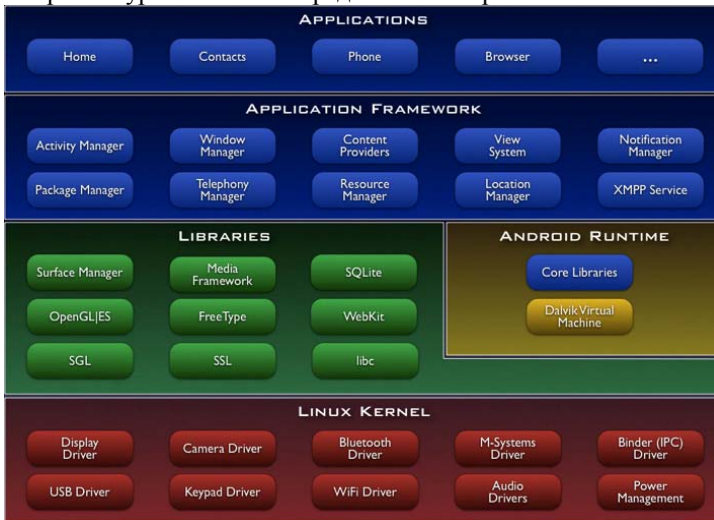 APPLICATIONS
Home
Contacts
Phone
Browser
...
APPLICATION FRAMEWORK
Activity Manager
Window
Manager
Content
Providers
View
System
Notification
Manager
Package Manager
Telephony
Manager
Resource
Manager
Location
Manager
XMPP Service
LIBRARIES
Surface Manager
Media
Framework
SQLite
OpenGL|ES
FreeType
WebKit
SGL
SSL
libc
ANDROID RUNTIME
Core Libraries
Dalvik Virtual
Machine
LINUX KERNEL
Display
Driver
Camera Driver
Bluetooth
Driver
M-Systems
Driver
Binder (IPC)
Driver
USB Driver
Keypad Driver
WiFi Driver
Audio
Drivers
Power
Management